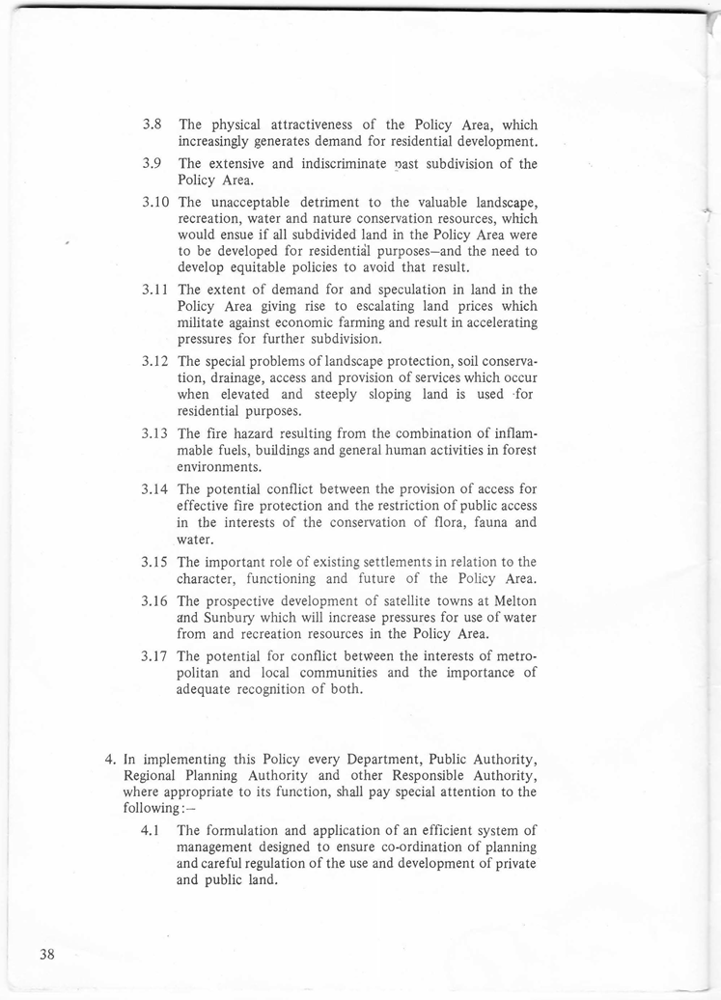 3.8 The physical attractiveness of the Policy Area, which
increasingly generates demand for residential development.
3.9 The extensive and indiscriminate past subdivision of the
Policy Area.
3.10 The unacceptable detriment to the valuable landscape,
recreation, water and nature conservation resources, which
would ensue if all subdivided land in the Policy Area were
to be developed for residential purposes—and the need to
develop equitable policies to avoid that result.
3.11 The extent of demand for and speculation in land in the
Policy Area giving rise to escalating land prices which
militate against economic farming and result in accelerating
pressures for further subdivision.
3.12 The special problems of landscape protection, soil conserva-
tion, drainage, access and provision of services which occur
when elevated and steeply sloping land is used for
residential purposes.
3.13 The fire hazard resulting from the combination of inflam-
mable fuels, buildings and general human activities in forest
environments.
3.14 The potential conflict between the provision of access for
effective fire protection and the restriction of public access
in the interests of the conservation of flora, fauna and
water.
3.15 The important role of existing settlements in relation to the
character, functioning and future of the Policy Area.
3.16 The prospective development of satellite towns at Melton
and Sunbury which will increase pressures for use of water
from and recreation resources in the Policy Area.
3.17 The potential for conflict between the interests of metro-
politan and local communities and the importance of
adequate recognition of both.
4. In implementing this Policy every Department, Public Authority,
Regional Planning Authority and other Responsible Authority,
where appropriate to its function, shall pay special attention to the
following:—
4.1 The formulation and application of an efficient system of
management designed to ensure co-ordination of planning
and careful regulation of the use and development of private
and public land.
38